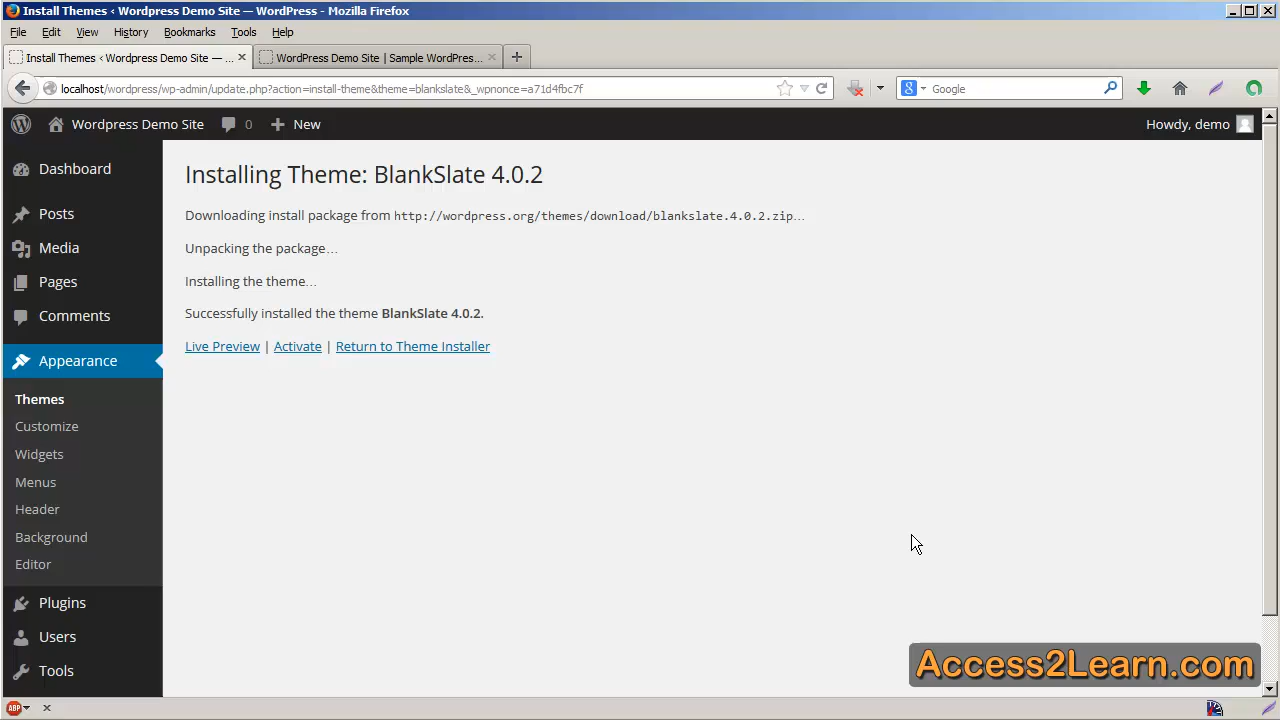 Install Themes ‹ Wordpress Demo Site — WordPress - Mozilla Firefox
File Edit View History Bookmarks Tools Help
Install Themes ‹ Wordpress Demo Site — ... WordPress Demo Site | Sample WordPres...
localhost/wordpress/wp-admin/update.php?action=install-theme&theme=blankslate&_wpnonce=a71d4fbc7f Google
Wordpress Demo Site 0 New Howdy, demo
Dashboard
Posts
Media
Pages
Comments
Appearance
Themes
Customize
Widgets
Menus
Header
Background
Editor
Plugins
Users
Tools
Installing Theme: BlankSlate 4.0.2
Downloading install package from http://wordpress.org/themes/download/blankslate.4.0.2.zip…
Unpacking the package…
Installing the theme…
Successfully installed the theme BlankSlate 4.0.2.
Live Preview | Activate | Return to Theme Installer
Access2Learn.com
ABP